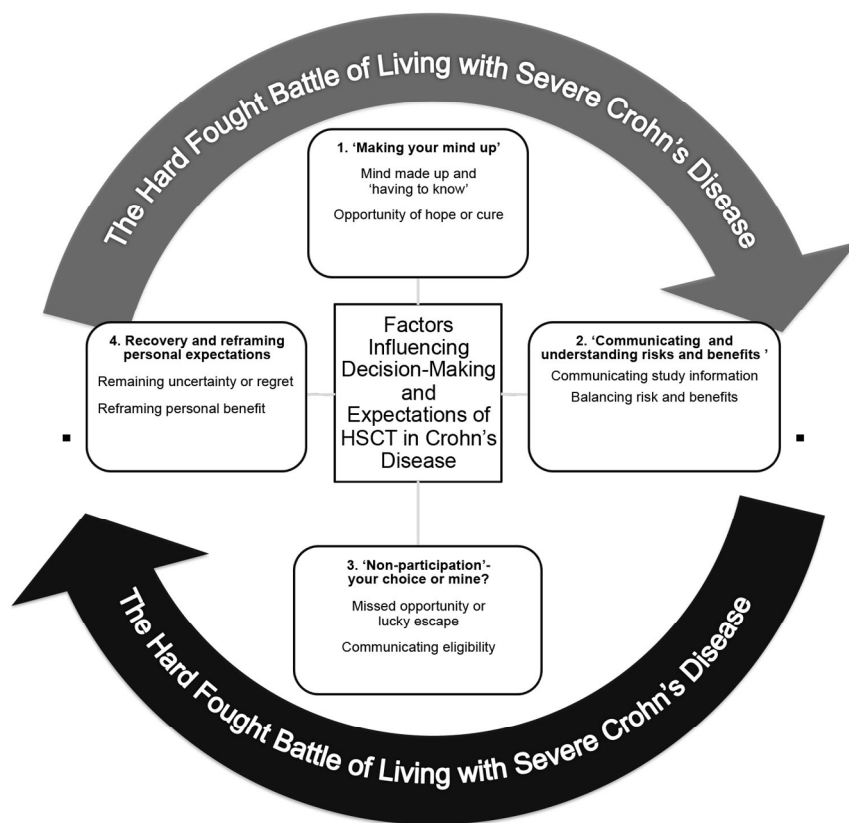 The Hard Fought Battle of Living with Severe Crohn's Disease
1. ‘Making your mind up’
Mind made up and
‘having to know’
Opportunity of hope or cure
4. Recovery and reframing
personal expectations
Remaining uncertainty or regret
Reframing personal benefit
Factors
Influencing
Decision-Making
and
Expectations of
HSCT in Crohn’s
Disease
2. ‘Communicating and
understanding risks and benefits ’
Communicating study information
Balancing risk and benefits
3. ‘Non-participation’-
your choice or mine?
Missed opportunity or
lucky escape
Communicating eligibility
The Hard Fought Battle of Living with Severe Crohn's Disease